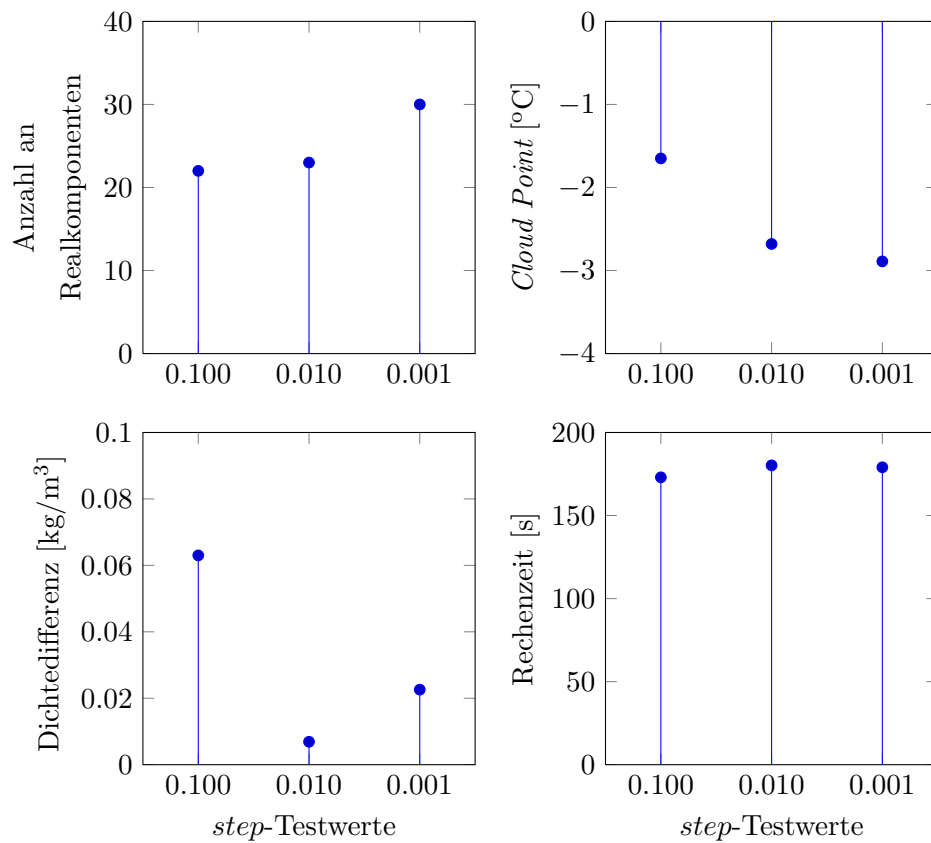 40
30
20
10
0
Anzahl an
Realkomponenten
0.100 0.010 0.001
0
−1
−2
−3
−4
Cloud Point [°C]
0.100 0.010 0.001
0.1
0.08
0.06
0.04
0.02
0
Dichtedifferenz [kg/m³]
0.100 0.010 0.001
step-Testwerte
200
150
100
50
0
Rechenzeit [s]
0.100 0.010 0.001
step-Testwerte